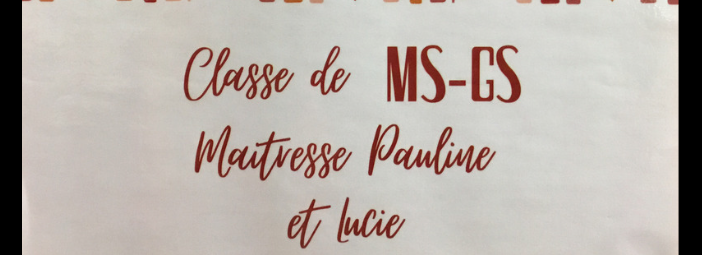 Classe de MS-GS
Maitresse Pauline
et Lucie